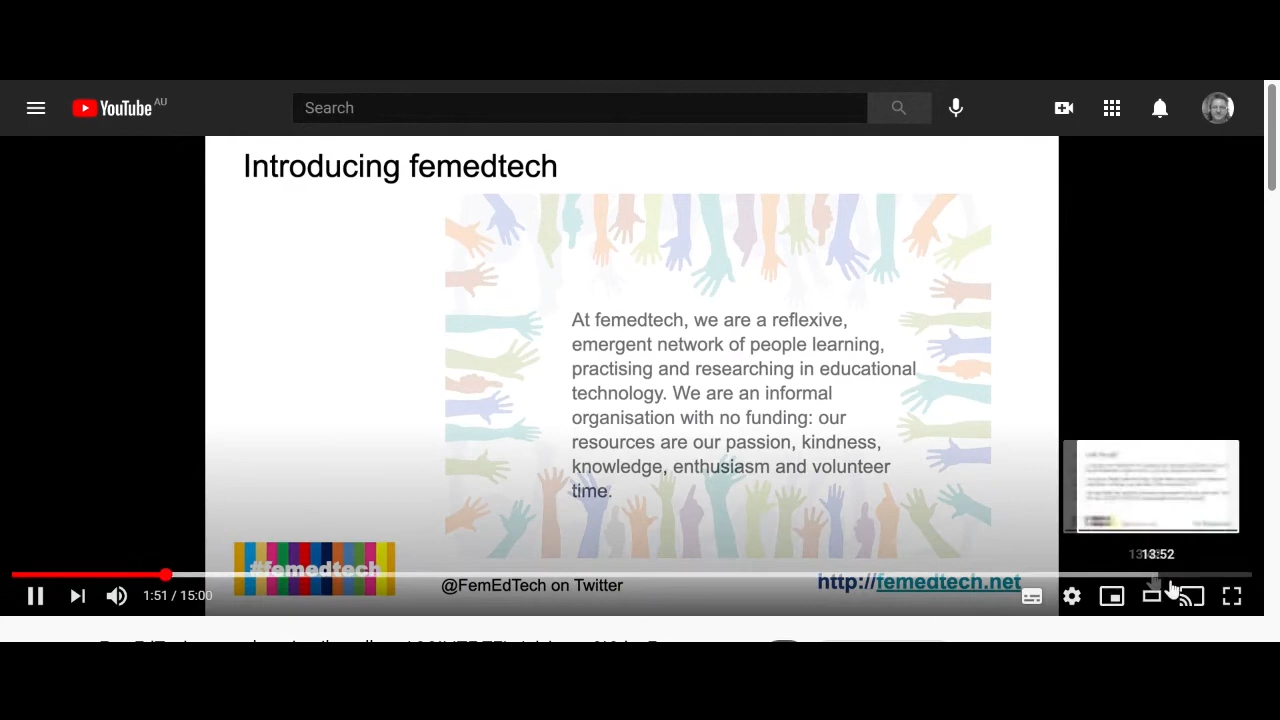 YouTube AU
Search
Introducing femedtech
At femedtech, we are a reflexive,
emergent network of people learning,
practising and researching in educational
technology. We are an informal
organisation with no funding: our
resources are our passion, kindness,
knowledge, enthusiasm and volunteer
time.
13:52
#femedtech
@FemEdTech on Twitter
http://femedtech.net
1:51 / 15:00